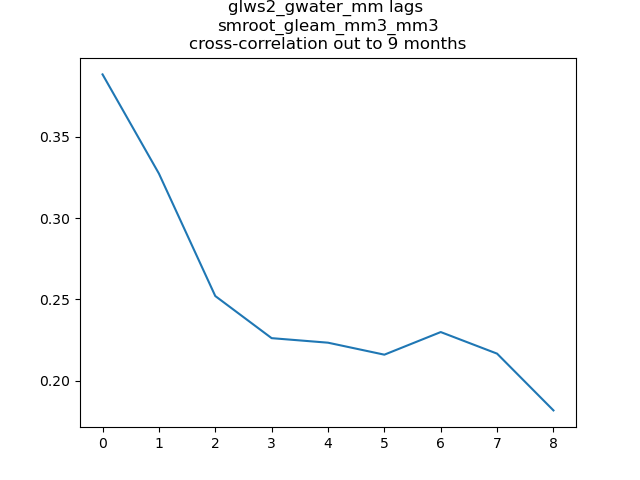 glws2_gwater_mm lags
smroot_gleam_mm3_mm3
cross-correlation out to 9 months
0.35
0.30
0.25
0.20
0 1 2 3 4 5 6 7 8